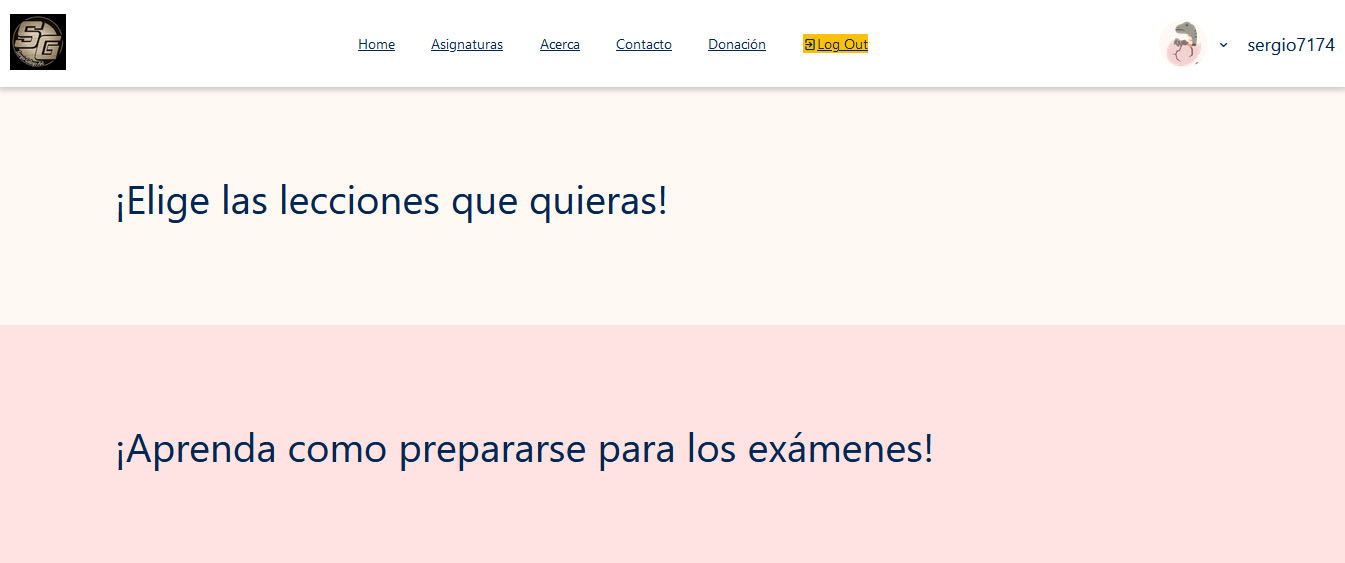 SG
Home
Asignaturas
Acerca
Contacto
Donación
Log Out
sergio7174
¡Elige las lecciones que quieras!
¡Aprenda como prepararse para los exámenes!